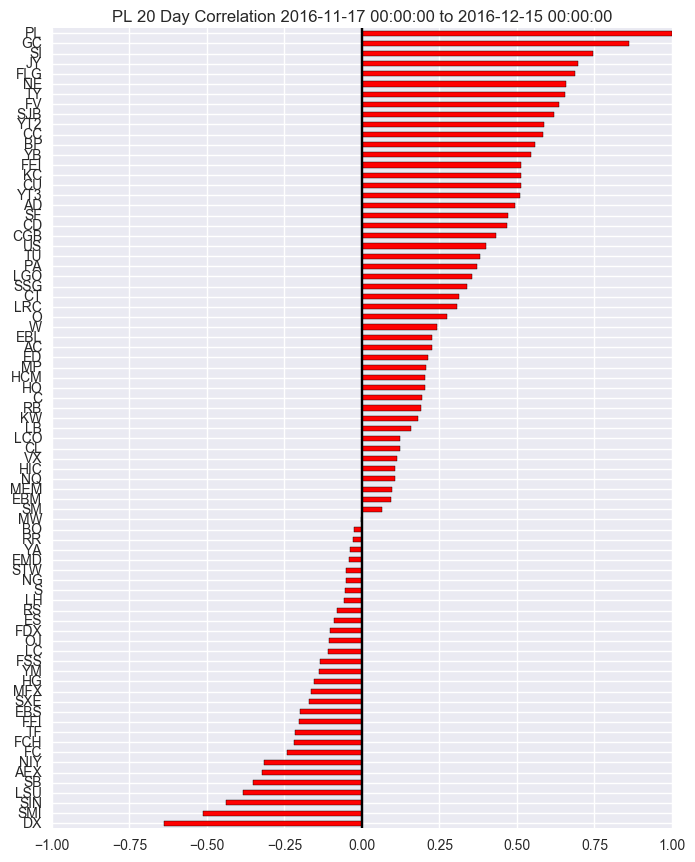 PL 20 Day Correlation 2016-11-17 00:00:00 to 2016-12-15 00:00:00
PL
GC
SI
JY
FLG
NE
TY
FV
SJB
YT2
CC
BP
YB
FEI
KC
CU
YT3
AD
SF
CD
CGB
US
TU
PA
LGO
SSG
CT
LRC
O
W
EBL
AC
ED
MP
HCM
HO
C
RB
KW
LB
LCO
CL
VX
HIC
NQ
MEM
EBM
SM
MW
BO
RR
YA
EMD
STW
NG
S
LH
RS
ES
FDX
OJ
LC
FSS
YM
HG
MFX
SXE
EBS
TF
FCH
FC
NIY
AFX
SB
LSU
SIN
SMI
DX
−1.00 −0.75 −0.50 −0.25 0.00 0.25 0.50 0.75 1.00